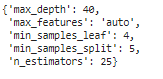 {'max_depth': 40,
'max_features': 'auto',
'min_samples_leaf': 4,
'min_samples_split': 5,
'n_estimators': 25}